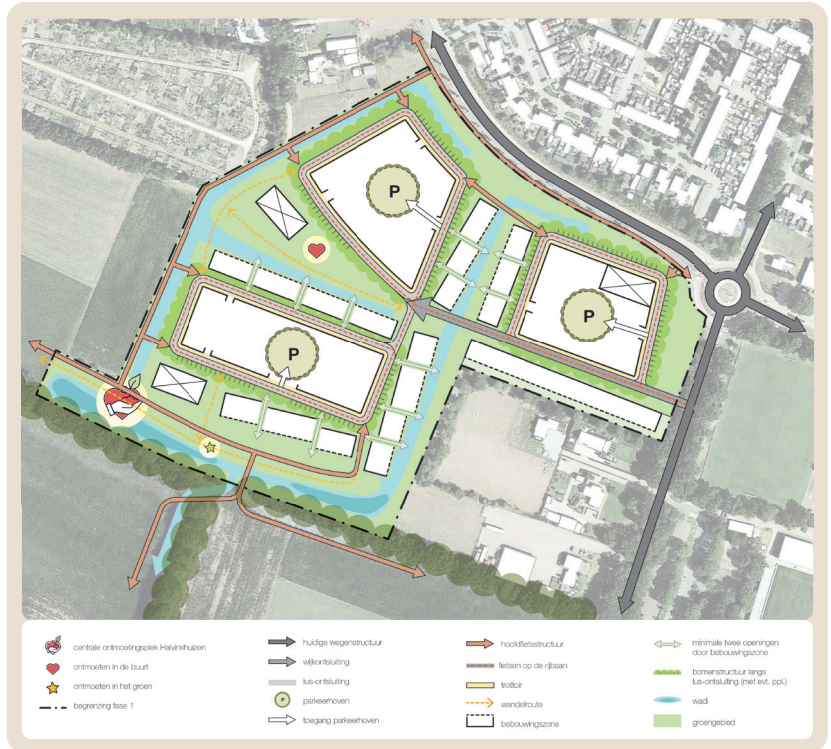 P
P
P
centrale ontmoetingsplek Halvinkhuizen
ontmoeten in de buurt
ontmoeten in het groen
begrenzing fase 1
huidige wegenstructuur
wijkontsluiting
lus-ontsluiting
P
parkeerhoven
toegang parkeerhoven
hoofdfietsstructuur
fietsen op de rijbaan
trottoir
wandelroute
bebouwingszone
minimale twee openingen
door bebouwingszone
bomenstructuur langs
lus-ontsluiting (met evt. ppl.)
wadi
groengebied